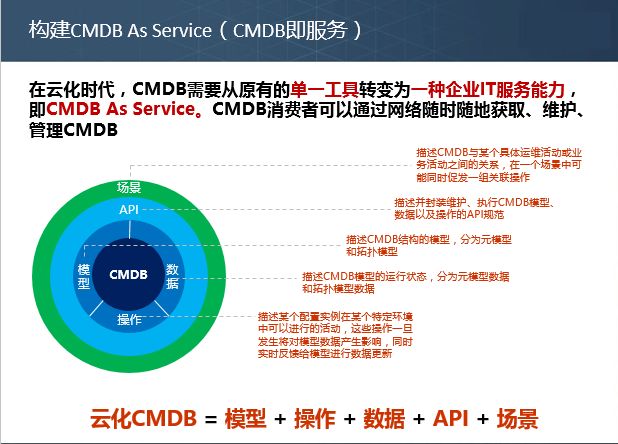 构建CMDB As Service（CMDB即服务）
在云化时代，CMDB需要从原有的单一工具转变为一种企业IT服务能力，
即CMDB As Service。CMDB消费者可以通过网络随时随地获取、维护、
管理CMDB
描述CMDB与某个具体运维活动或业
务活动之间的关系，在一个场景中可
能同时促发一组关联操作
场景
API
描述并封装维护、执行CMDB模型、
数据以及操作的API规范
描述CMDB结构的模型，分为元模型
和拓扑模型
模型
CMDB
数据
描述CMDB模型的运行状态，分为元模型数据
和拓扑模型数据
操作
描述某个配置实例在某个特定环境
中可以进行的活动，这些操作一旦
发生将对模型数据产生影响，同时
实时反馈给模型进行数据更新
云化CMDB = 模型 + 操作 + 数据 + API + 场景